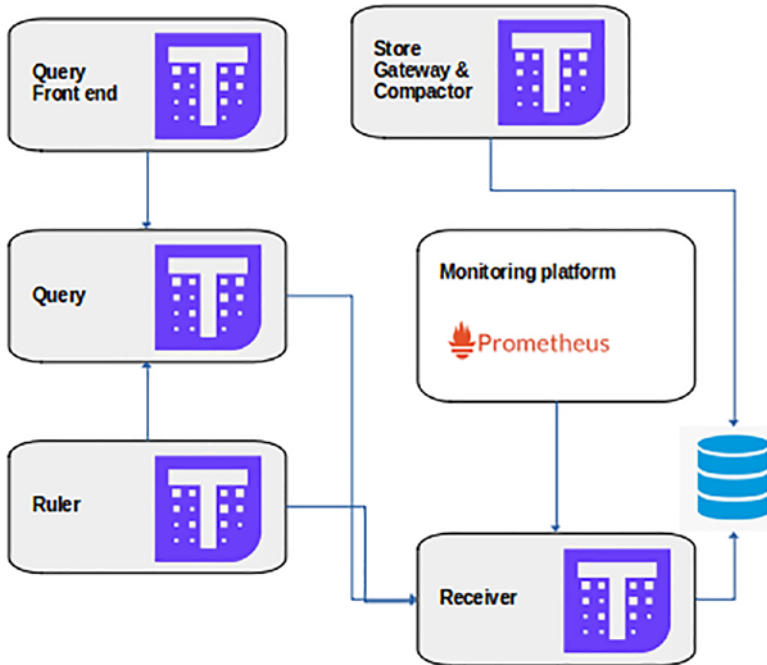 Query
Front end
Store
Gateway &
Compactor
Query
Monitoring platform
Prometheus
Ruler
Receiver